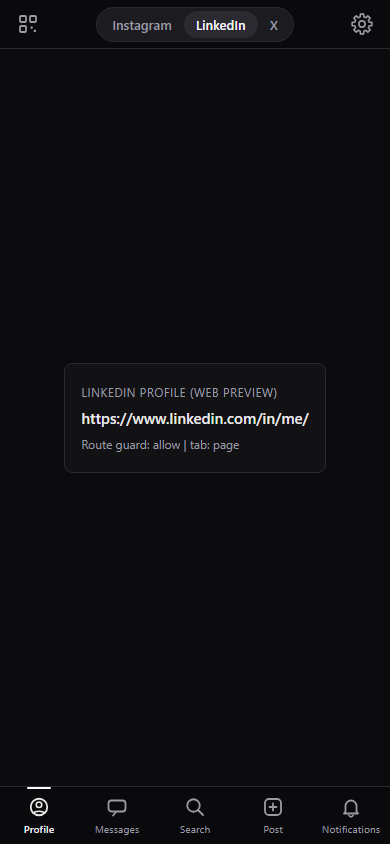 Instagram LinkedIn X
LINKEDIN PROFILE (WEB PREVIEW)
https://www.linkedin.com/in/me/
Route guard: allow | tab: page
Profile Messages Search Post Notifications